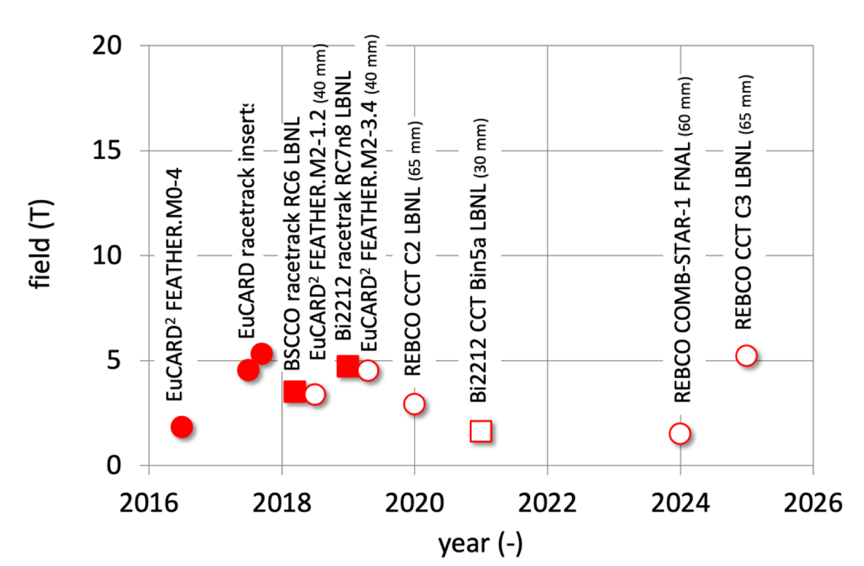 20
15
10
5
0
field (T)
EuCARD² FEATHER.M0-4
EuCARD racetrack inserts
BSCCO racetrack RC6 LBNL
EuCARD² FEATHER.M2-1.2 (40 mm)
Bi2212 racetrak RC7n8 LBNL
EuCARD² FEATHER.M2-3.4 (40 mm)
REBCO CCT C2 LBNL (65 mm)
Bi2212 CCT Bin5a LBNL (30 mm)
REBCO COMB-STAR-1 FNAL (60 mm)
REBCO CCT C3 LBNL (65 mm)
2016 2018 2020 2022 2024 2026
year (-)